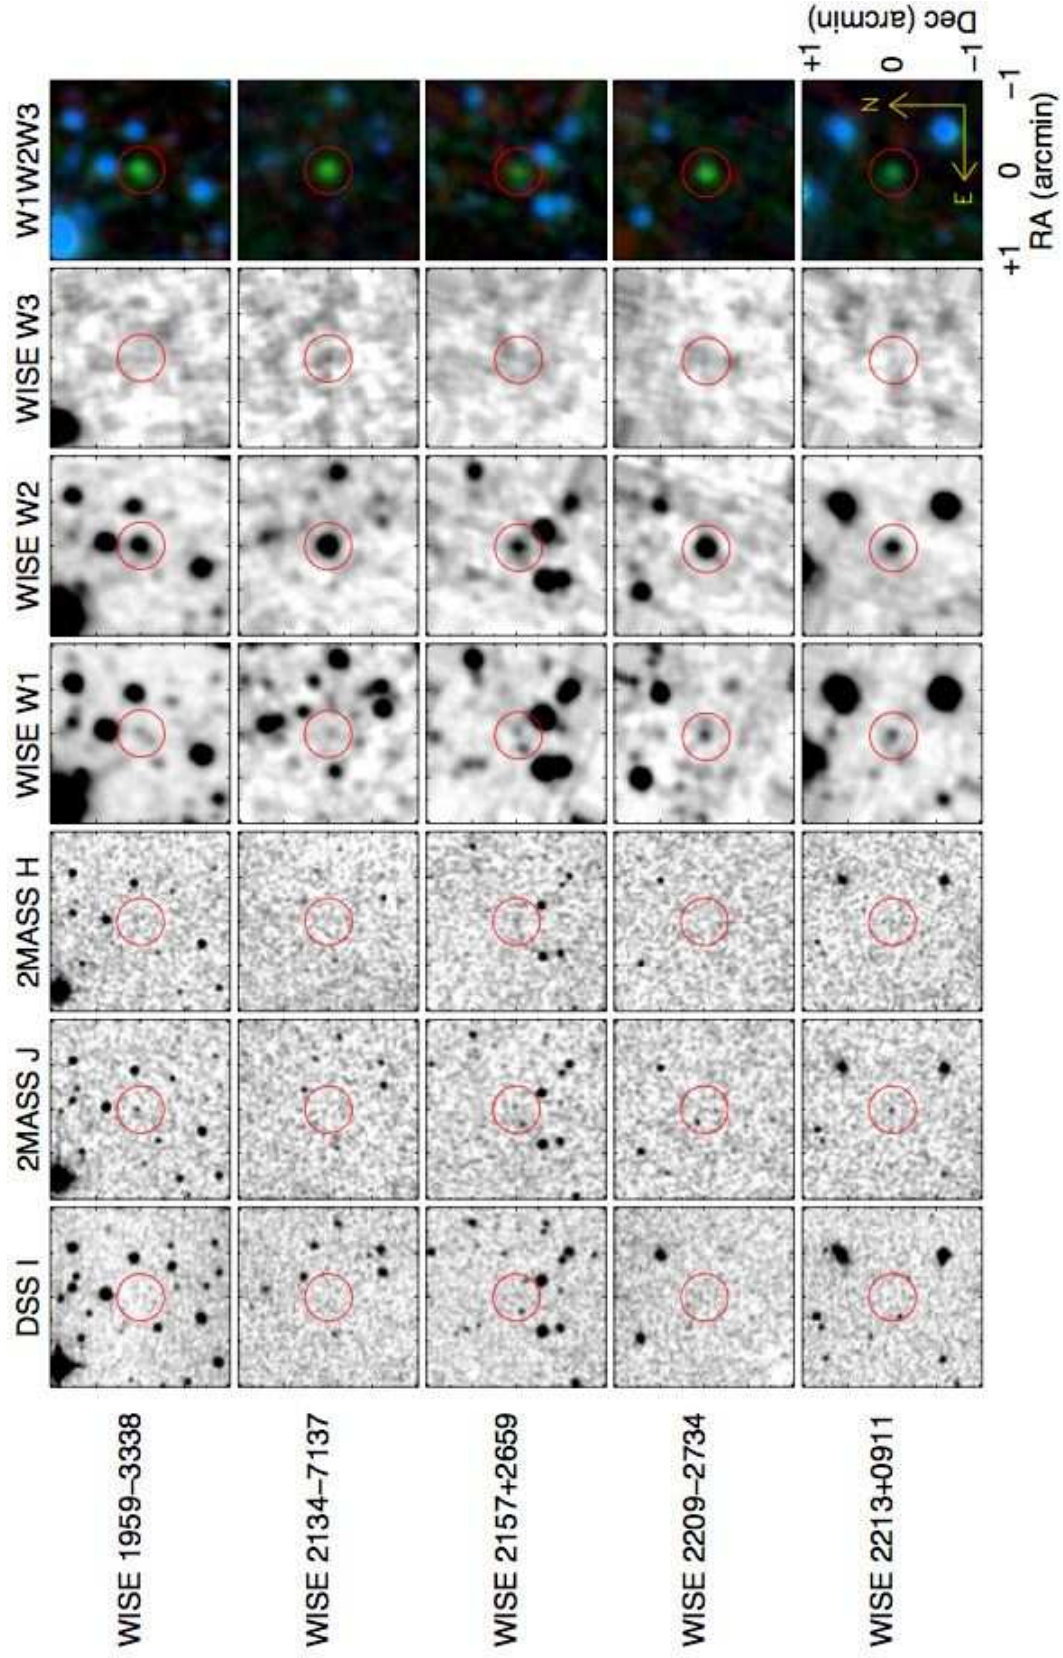 DSS I
2MASS J
2MASS H
WISE W1
WISE W2
WISE W3
W1W2W3
WISE 1959−3338
WISE 2134−7137
WISE 2157+2659
WISE 2209−2734
WISE 2213+0911
N
E
+1
0
−1
Dec (arcmin)
+1
0
−1
RA (arcmin)